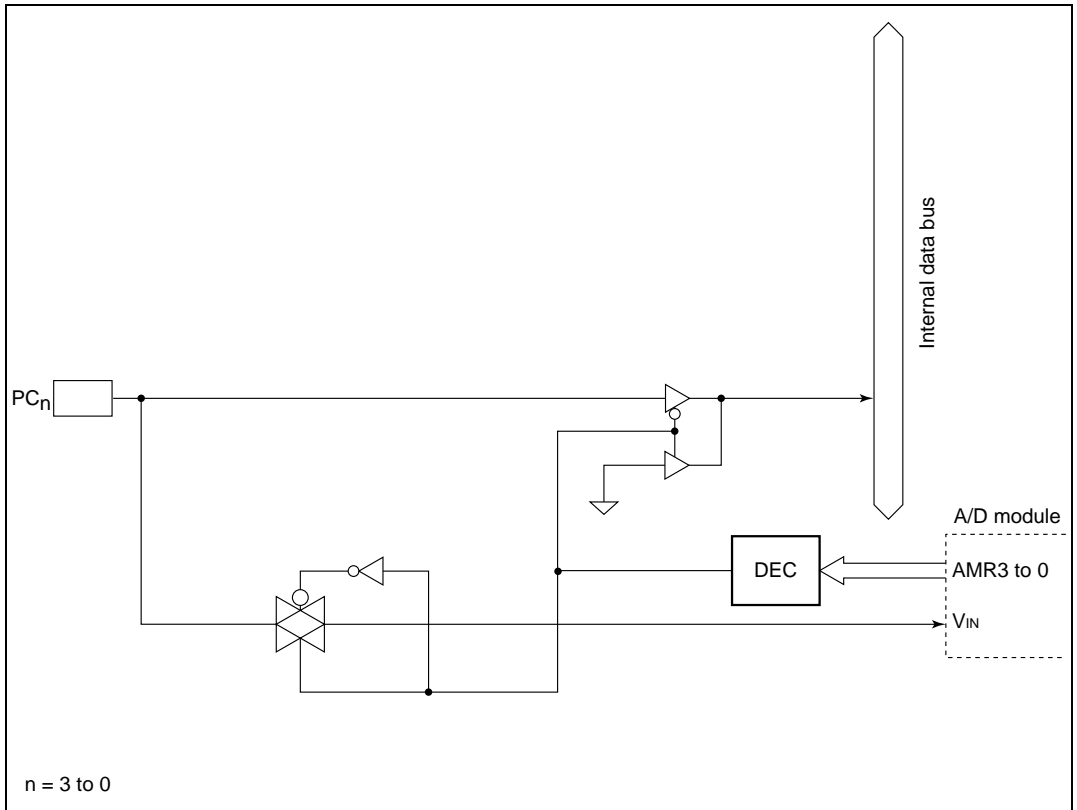 Internal data bus
PCn
A/D module
DEC
AMR3 to 0
VIN
n = 3 to 0